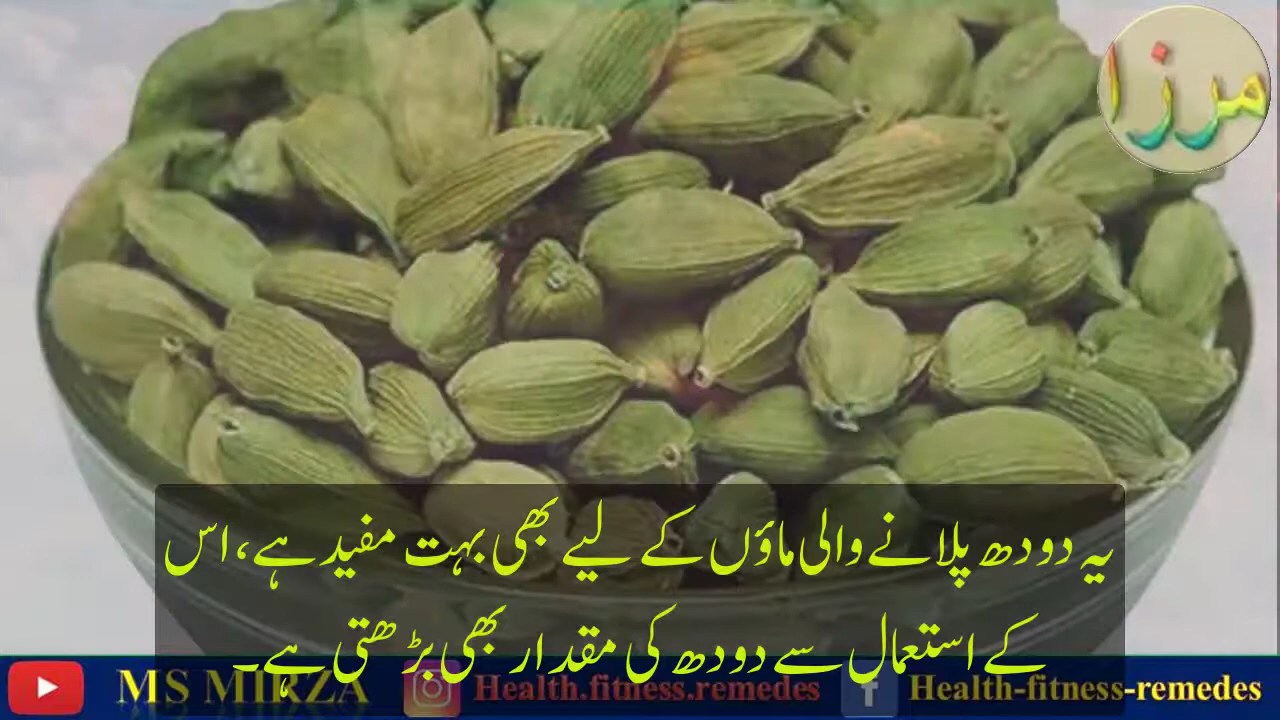 مرزا
یہ دودھ پلانے والی ماؤں کے لیے بھی بہت مفید ہے، اس
کے استعمال سے دودھ کی مقدار بھی بڑھتی ہے۔
MS MIRZA Health.fitness.remedes Health-fitness-remedes